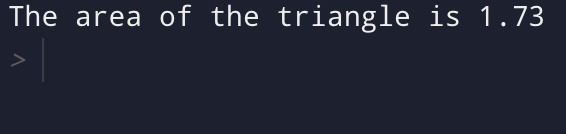 The area of the triangle is 1.73
>